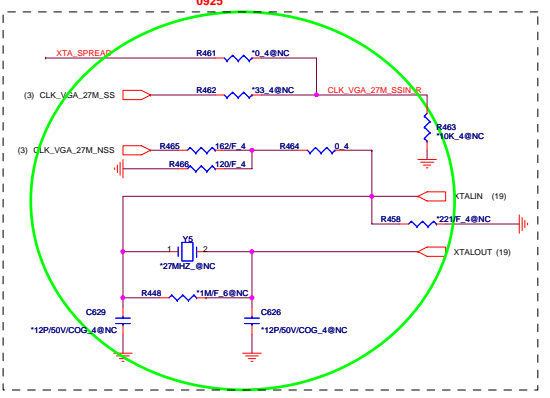 0925
XTA_SPREAD R461 *0_4@NC
(3) CLK_VGA_27M_SS R462 *33_4@NC CLK_VGA_27M_SSIN_R
R463
*10K_4@NC
(3) CLK_VGA_27M_NSS R465 162/F_4 R464 0_4
R466 120/F_4
XTALIN (19)
R458 *221/F_4@NC
Y5
1 2 XTALOUT (19)
*27MHZ_@NC
R448 *1M/F_6@NC
C629 C626
*12P/50V/COG_4@NC *12P/50V/COG_4@NC